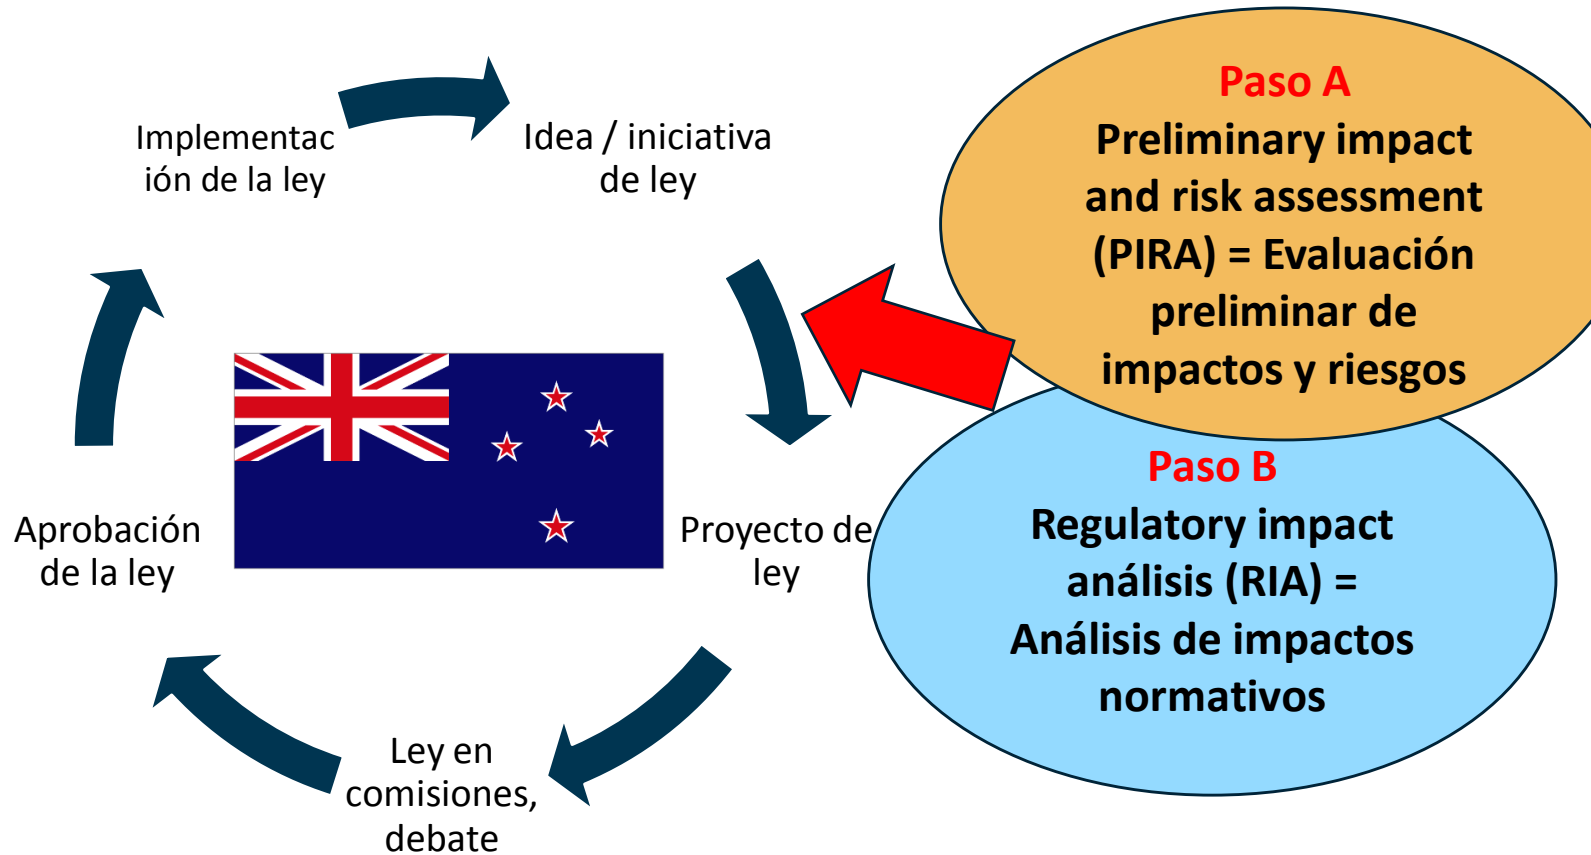 Implementac
ión de la ley
Idea / iniciativa
de ley
Proyecto de
ley
Ley en
comisiones,
debate
Aprobación
de la ley
Paso A
Preliminary impact
and risk assessment
(PIRA) = Evaluación
preliminar de
impactos y riesgos
Paso B
Regulatory impact
análisis (RIA) =
Análisis de impactos
normativos